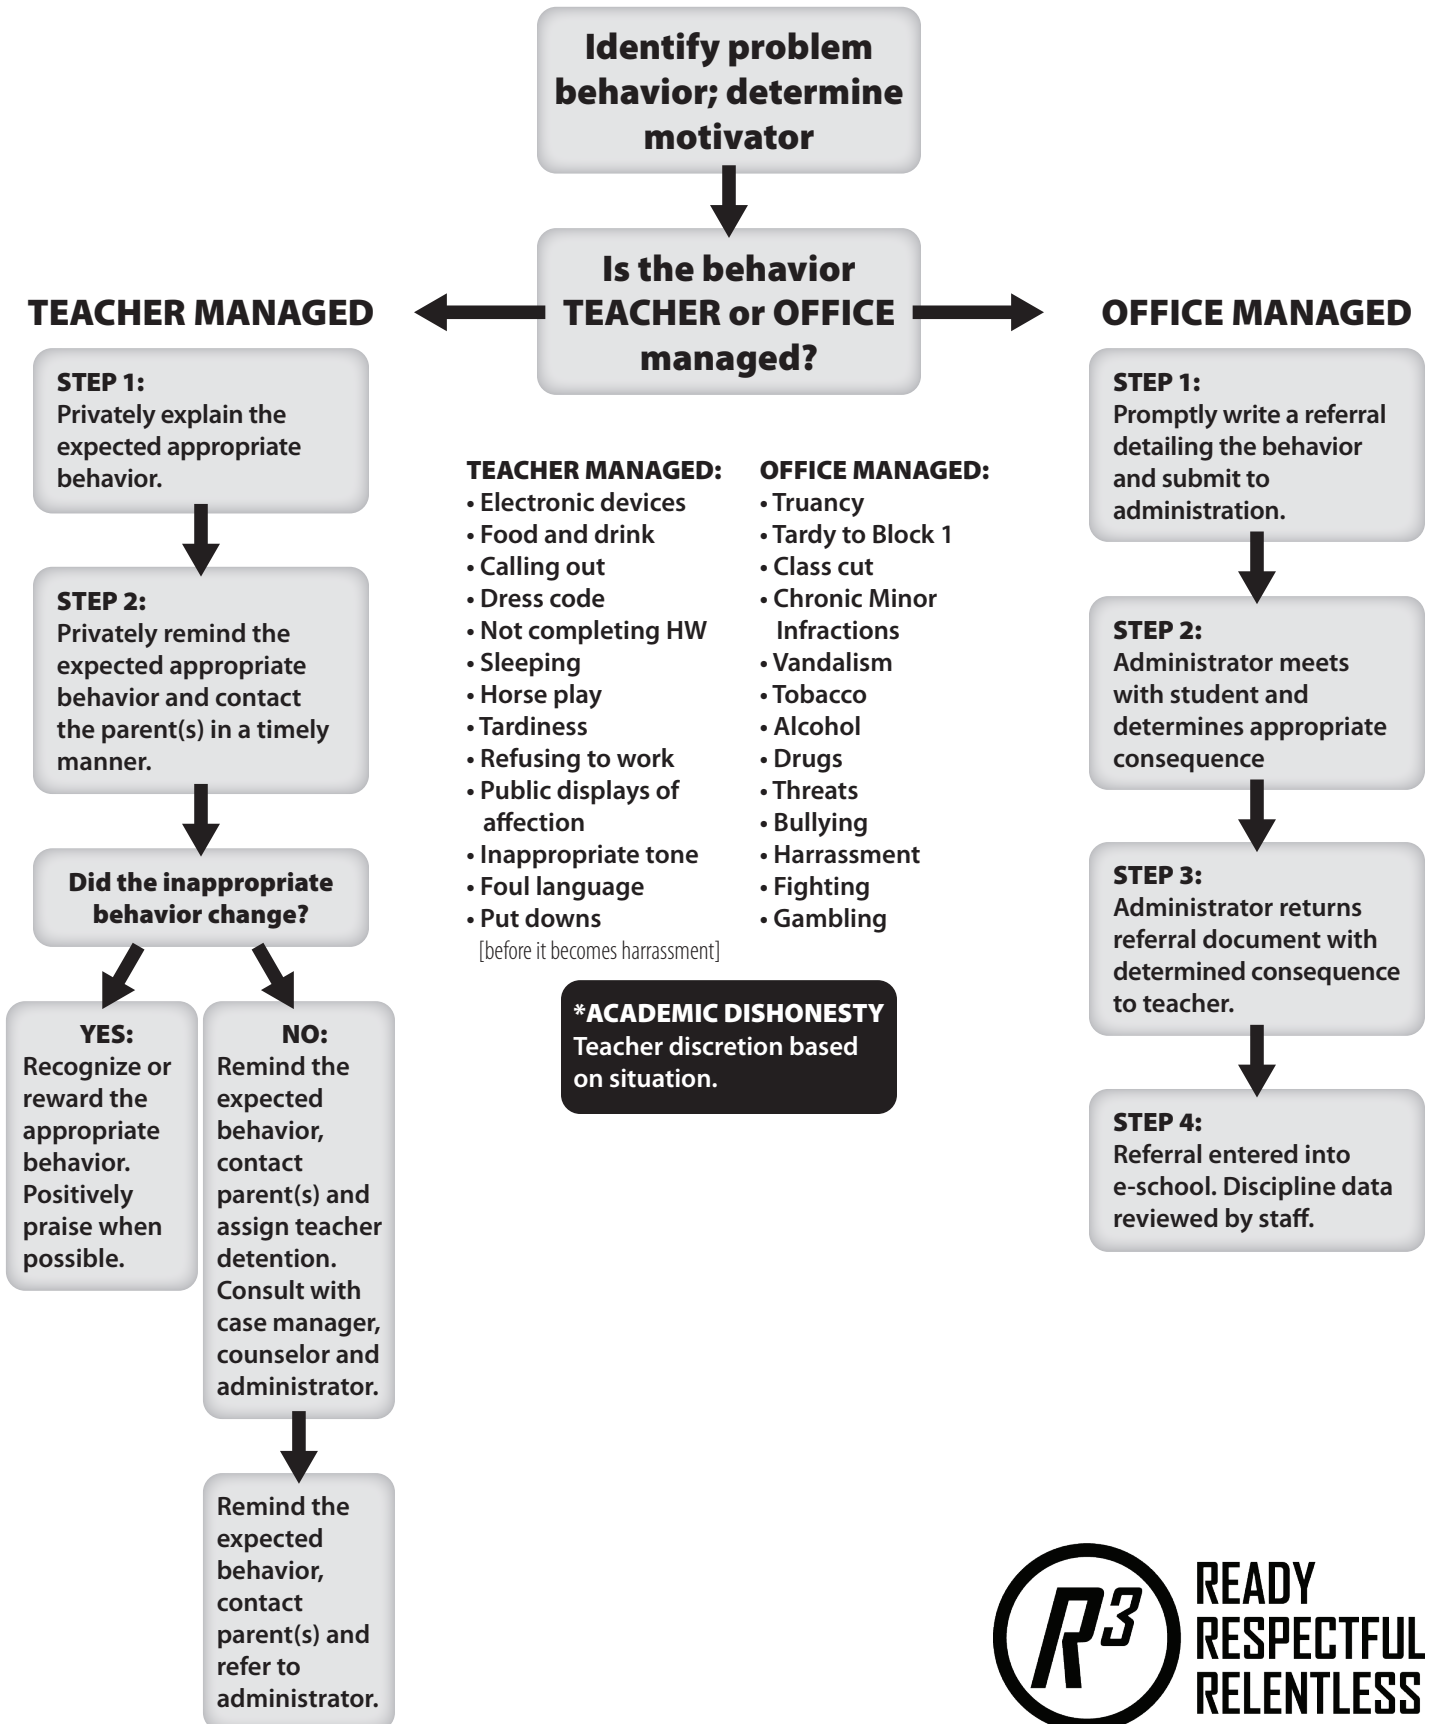 Identify problem
behavior; determine
motivator
Is the behavior
TEACHER or OFFICE
managed?
TEACHER MANAGED
STEP 1:
Privately explain the
expected appropriate
behavior.
STEP 2:
Privately remind the
expected appropriate
behavior and contact
the parent(s) in a timely
manner.
Did the inappropriate
behavior change?
YES:
Recognize or
reward the
appropriate
behavior.
Positively
praise when
possible.
NO:
Remind the
expected
behavior,
contact
parent(s) and
assign teacher
detention.
Consult with
case manager,
counselor and
administrator.
Remind the
expected
behavior,
contact
parent(s) and
refer to
administrator.
TEACHER MANAGED:
• Electronic devices
• Food and drink
• Calling out
• Dress code
• Not completing HW
• Sleeping
• Horse play
• Tardiness
• Refusing to work
• Public displays of
affection
• Inappropriate tone
• Foul language
• Put downs
[before it becomes harrassment]
OFFICE MANAGED:
• Truancy
• Tardy to Block 1
• Class cut
• Chronic Minor
Infractions
• Vandalism
• Tobacco
• Alcohol
• Drugs
• Threats
• Bullying
• Harrassment
• Fighting
• Gambling
*ACADEMIC DISHONESTY
Teacher discretion based
on situation.
OFFICE MANAGED
STEP 1:
Promptly write a referral
detailing the behavior
and submit to
administration.
STEP 2:
Administrator meets
with student and
determines appropriate
consequence
STEP 3:
Administrator returns
referral document with
determined consequence
to teacher.
STEP 4:
Referral entered into
e-school. Discipline data
reviewed by staff.
R³
READY
RESPECTFUL
RELENTLESS